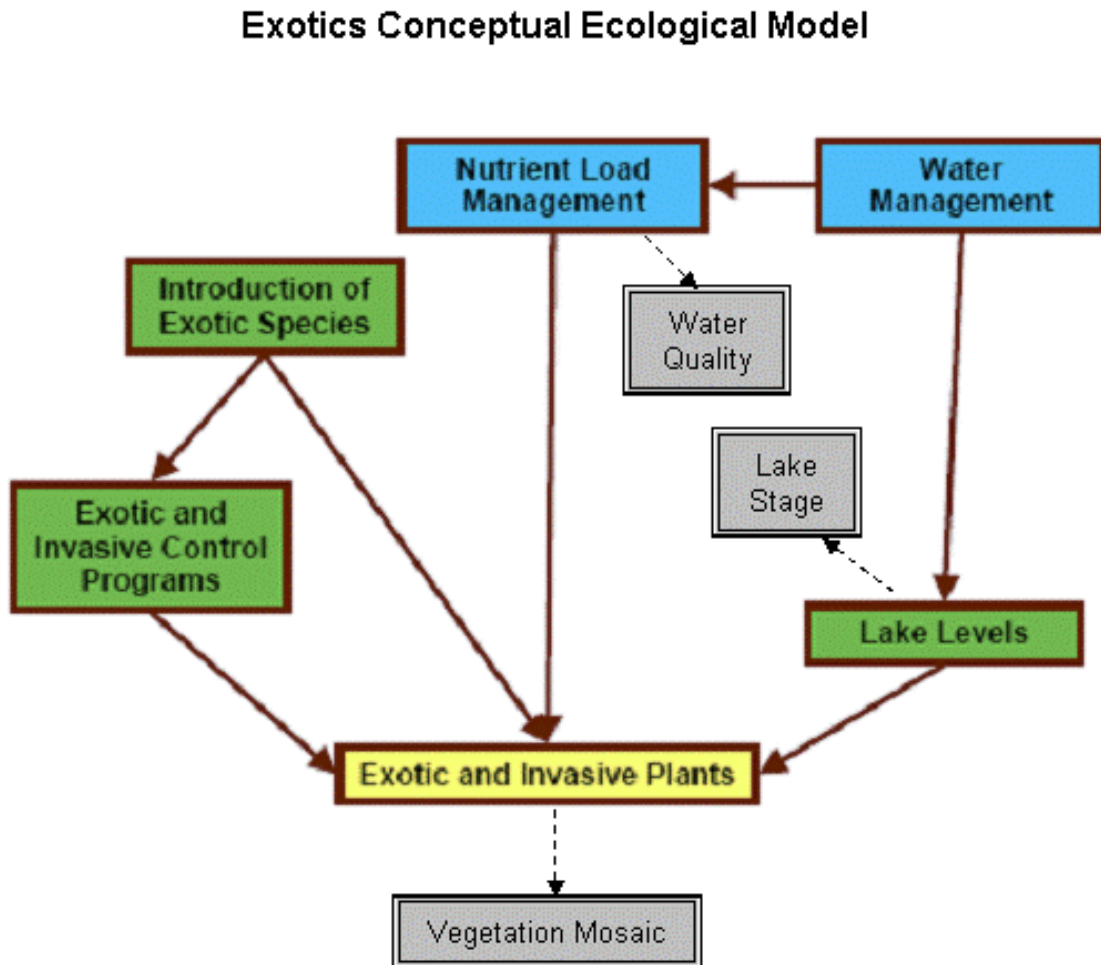 Exotics Conceptual Ecological Model
Nutrient Load
Management
Water
Management
Introduction of
Exotic Species
Water
Quality
Lake
Stage
Exotic and
Invasive Control
Programs
Lake Levels
Exotic and Invasive Plants
Vegetation Mosaic